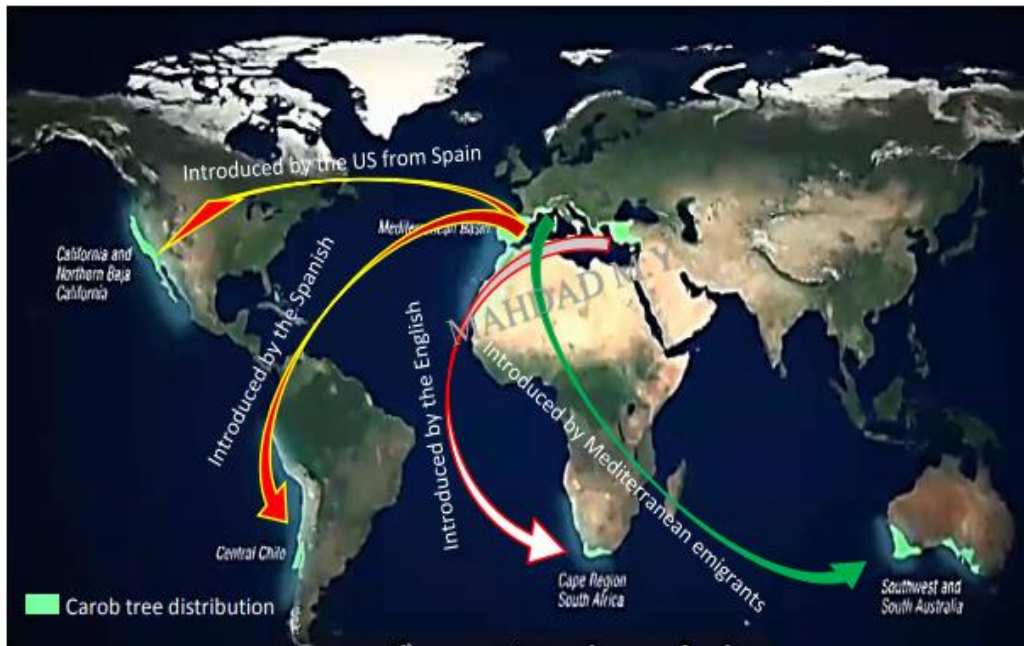 Introduced by the US from Spain
Mediterranean Basin
California and
Northern Baja
California
Introduced by the Spanish
MAHDAD M.Y
Introduced by the English
Introduced by Mediterranean emigrants
Central Chile
Cape Region
South Africa
Southwest and
South Australia
Carob tree distribution